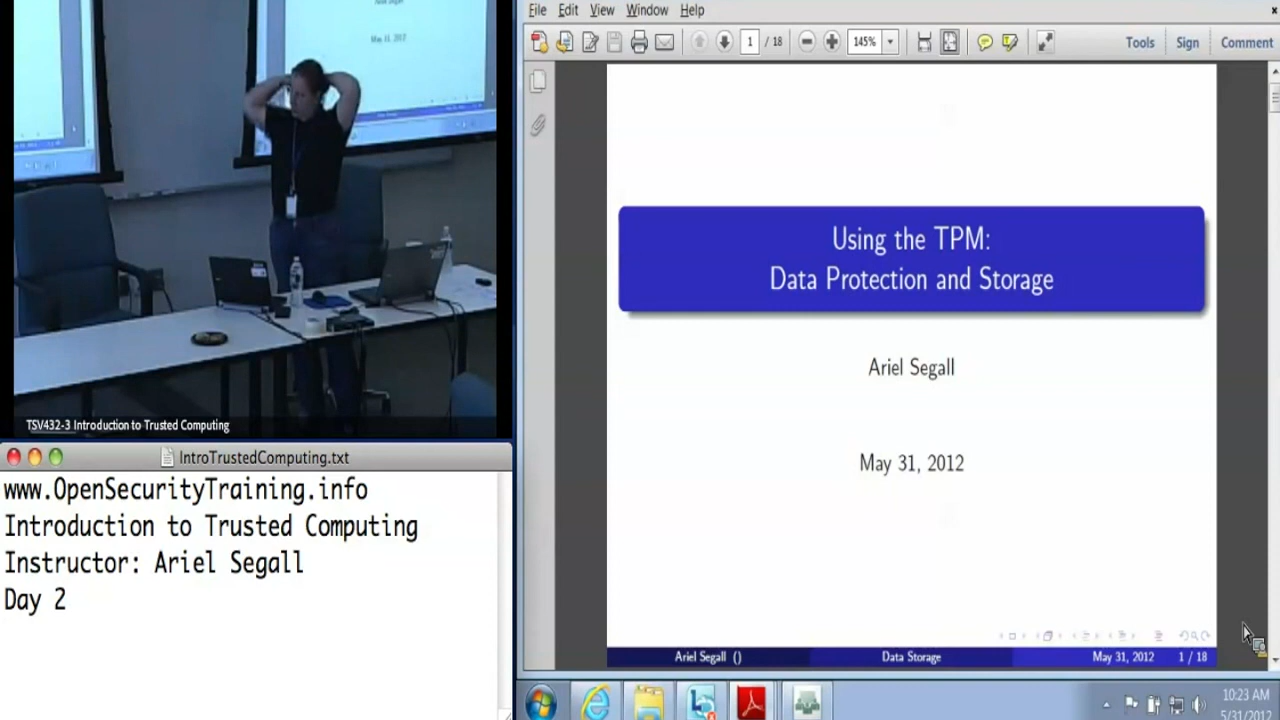 May 31, 2012
TSV432-3 Introduction to Trusted Computing
IntroTrustedComputing.txt
www.OpenSecurityTraining.info
Introduction to Trusted Computing
Instructor: Ariel Segall
Day 2
File Edit View Window Help
1 / 18 145% Tools Sign Comment
Using the TPM:
Data Protection and Storage
Ariel Segall
May 31, 2012
Ariel Segall () Data Storage May 31, 2012 1 / 18
10:23 AM
5/31/2012